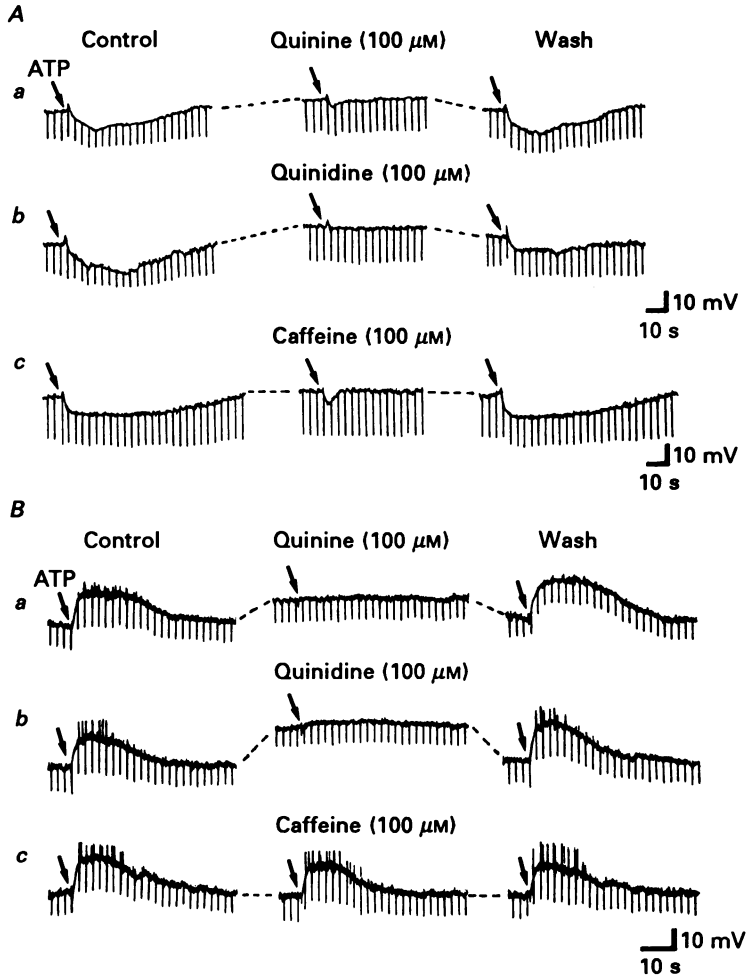 A
Control Quinine (100 μM) Wash
ATP
a
Quinidine (100 μM)
b
10 mV
10 s
Caffeine (100 μM)
c
10 mV
10 s
B
Control Quinine (100 μM) Wash
ATP
a
Quinidine (100 μM)
b
Caffeine (100 μM)
c
10 mV
10 s